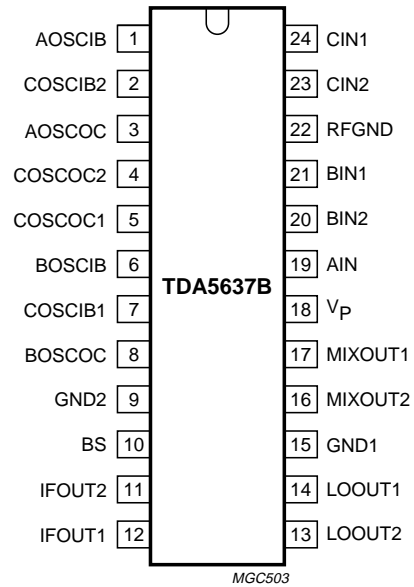 AOSCIB 1 24 CIN1
COSCIB2 2 23 CIN2
AOSCOC 3 22 RFGND
COSCOC2 4 21 BIN1
COSCOC1 5 20 BIN2
BOSCIB 6 19 AIN
TDA5637B
COSCIB1 7 18 VP
BOSCOC 8 17 MIXOUT1
GND2 9 16 MIXOUT2
BS 10 15 GND1
IFOUT2 11 14 LOOUT1
IFOUT1 12 13 LOOUT2
MGC503